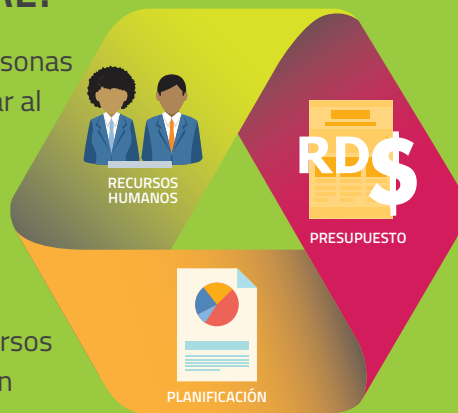 sonas
ar al
RECURSOS
HUMANOS
RD$
PRESUPUESTO
rsos
n
PLANIFICACIÓN